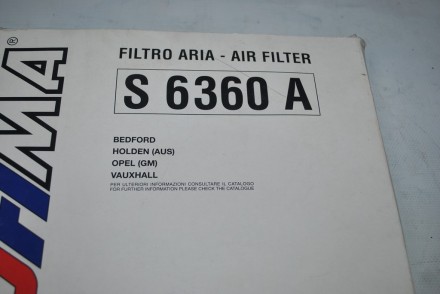 FILTRO ARIA - AIR FILTER
S 6360 A
BEDFORD
HOLDEN (AUS)
OPEL (GM)
VAUXHALL
PER ULTERIORI INFORMAZIONI CONSULTARE IL CATALOGO
FOR FURTHER INFORMATION PLEASE CHECK THE CATALOGUE